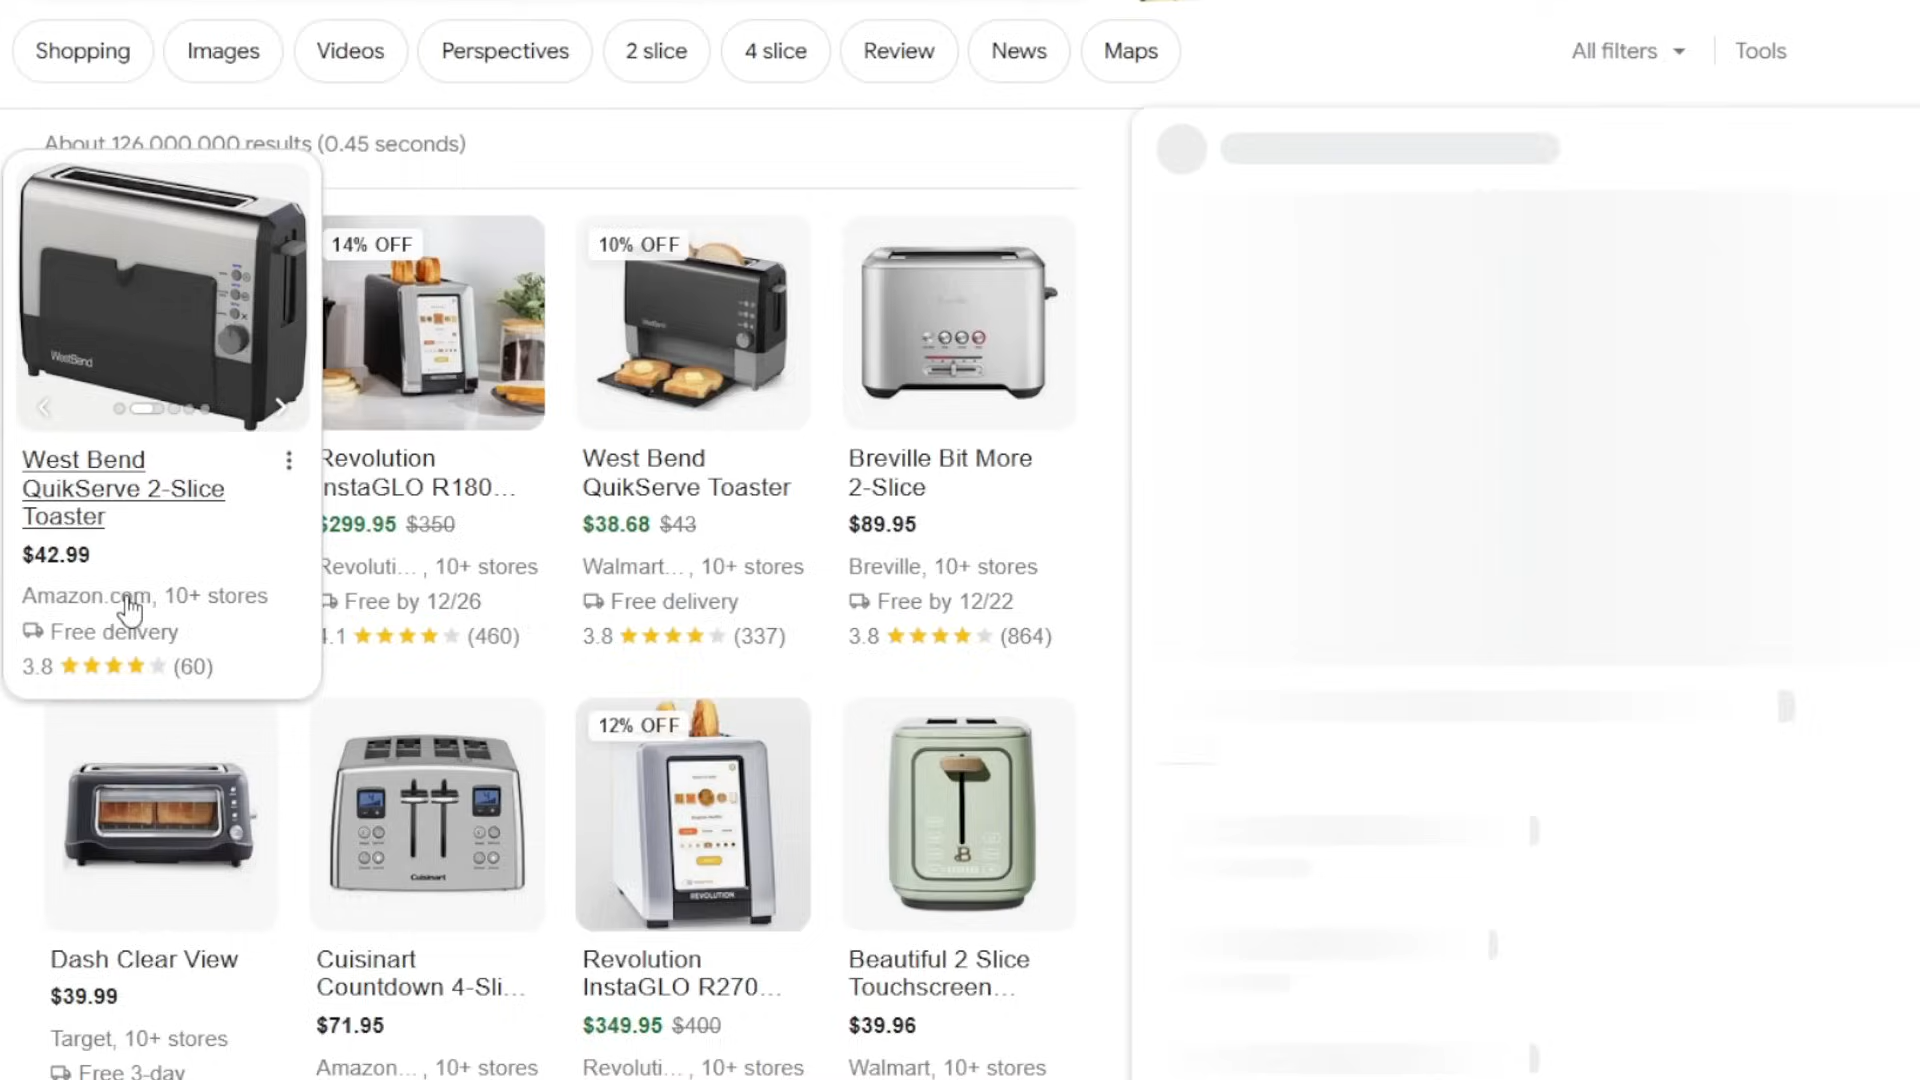 Shopping
Images
Videos
Perspectives
2 slice
4 slice
Review
News
Maps
All filters
Tools
About 126,000,000 results (0.45 seconds)
WestBend
West Bend
QuikServe 2-Slice
Toaster
$42.99
Amazon.com, 10+ stores
Free delivery
3.8 (60)
14% OFF
Revolution
nstaGLO R180...
$299.95 $350
Revoluti... , 10+ stores
Free by 12/26
4.1 (460)
10% OFF
West Bend
QuikServe Toaster
$38.68 $43
Walmart... , 10+ stores
Free delivery
3.8 (337)
Breville Bit More
2-Slice
$89.95
Breville, 10+ stores
Free by 12/22
3.8 (864)
Dash Clear View
$39.99
Target, 10+ stores
Free 3-day
Cuisinart
Cuisinart
Countdown 4-Sli...
$71.95
Amazon... , 10+ stores
12% OFF
REVOLUTION
Revolution
InstaGLO R270...
$349.95 $400
Revoluti... , 10+ stores
Beautiful 2 Slice
Touchscreen...
$39.96
Walmart, 10+ stores